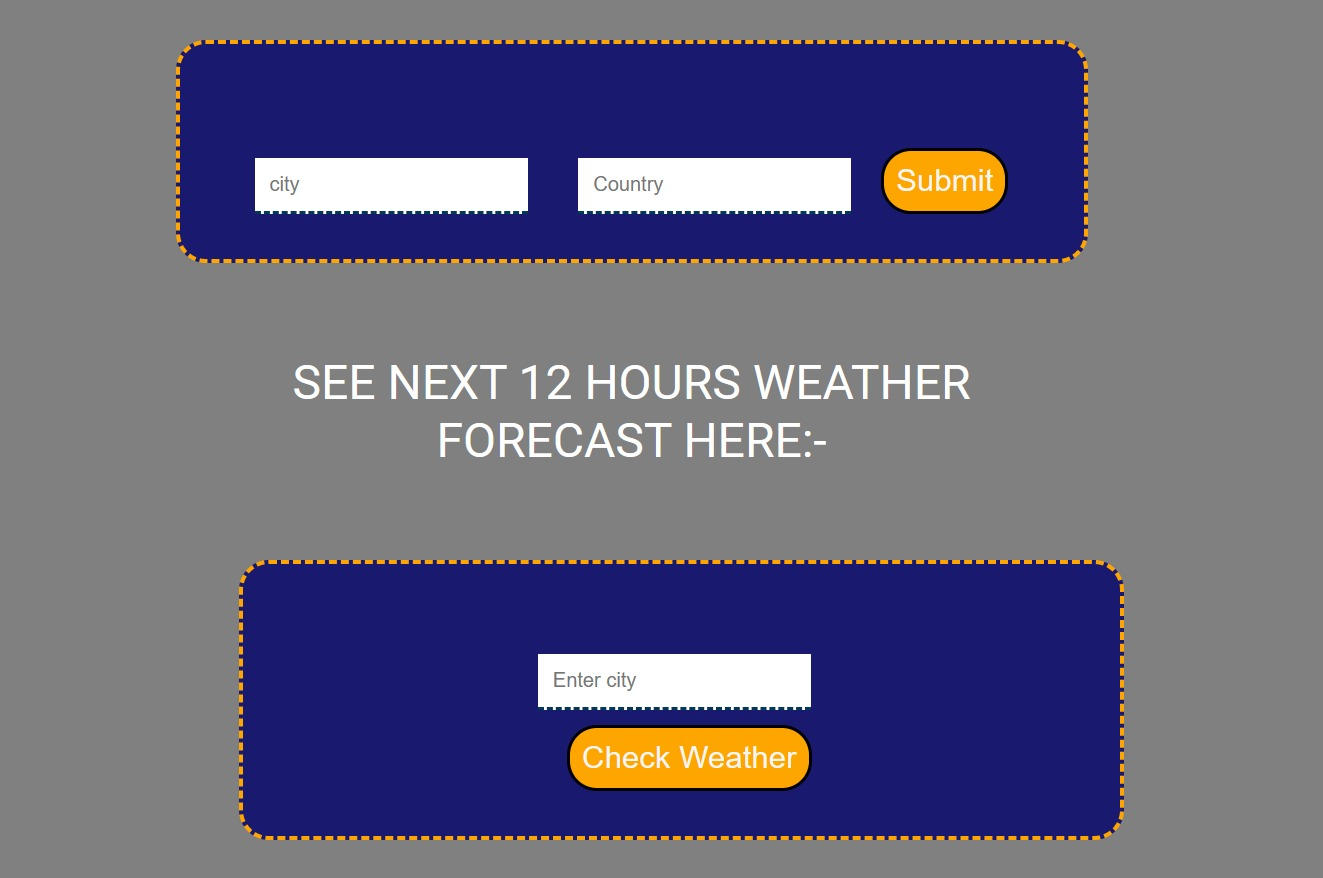 city
Country
Submit
SEE NEXT 12 HOURS WEATHER
FORECAST HERE:-
Enter city
Check Weather